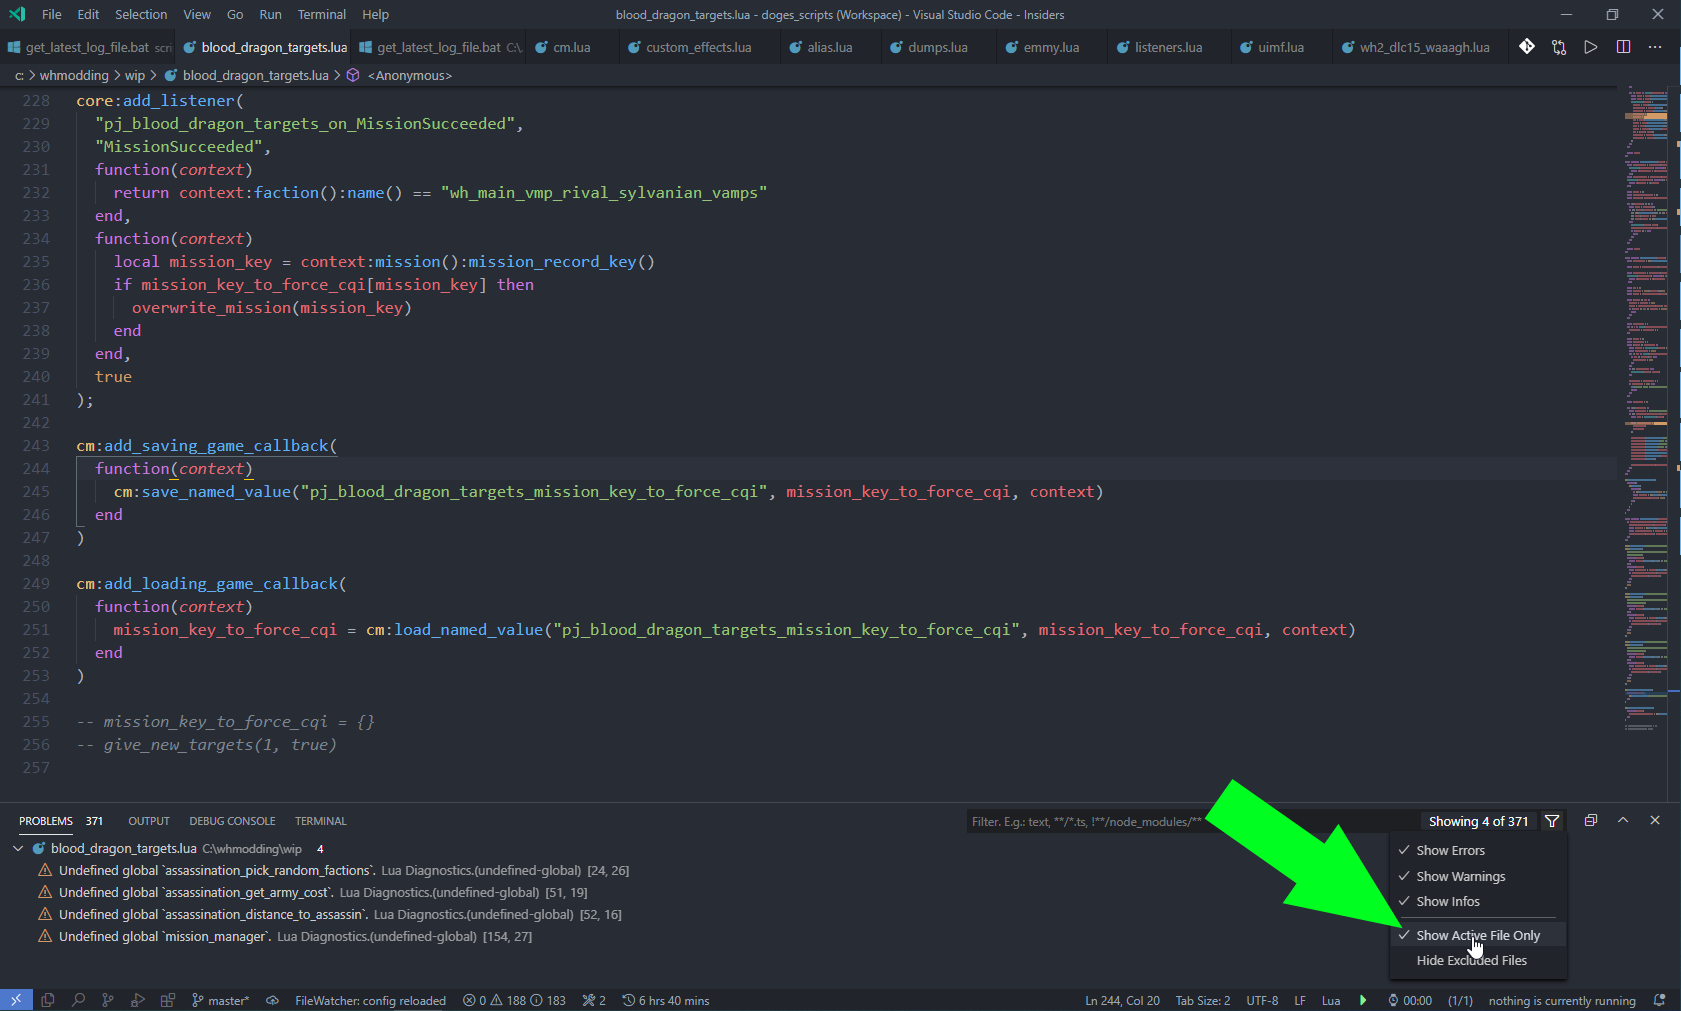 File Edit Selection View Go Run Terminal Help blood_dragon_targets.lua - doges_scripts (Workspace) - Visual Studio Code - Insiders
get_latest_log_file.bat scri blood_dragon_targets.lua get_latest_log_file.bat C:\. cm.lua custom_effects.lua alias.lua dumps.lua emmy.lua listeners.lua uimf.lua wh2_dlc15_waaagh.lua
c: > whmodding > wip > blood_dragon_targets.lua > <Anonymous>
228 core:add_listener(
229 "pj_blood_dragon_targets_on_MissionSucceeded",
230 "MissionSucceeded",
231 function(context)
232 return context:faction():name() == "wh_main_vmp_rival_sylvanian_vamps"
233 end,
234 function(context)
235 local mission_key = context:mission():mission_record_key()
236 if mission_key_to_force_cqi[mission_key] then
237 overwrite_mission(mission_key)
238 end
239 end,
240 true
241 );
242
243 cm:add_saving_game_callback(
244 function(context)
245 cm:save_named_value("pj_blood_dragon_targets_mission_key_to_force_cqi", mission_key_to_force_cqi, context)
246 end
247 )
248
249 cm:add_loading_game_callback(
250 function(context)
251 mission_key_to_force_cqi = cm:load_named_value("pj_blood_dragon_targets_mission_key_to_force_cqi", mission_key_to_force_cqi, context)
252 end
253 )
254
255 -- mission_key_to_force_cqi = {}
256 -- give_new_targets(1, true)
257
PROBLEMS 371 OUTPUT DEBUG CONSOLE TERMINAL Filter. E.g.: text, **/*.ts, !**/node_modules/** Showing 4 of 371
blood_dragon_targets.lua C:\whmodding\wip 4
Undefined global `assassination_pick_random_factions`. Lua Diagnostics.(undefined-global) [24, 26]
Undefined global `assassination_get_army_cost`. Lua Diagnostics.(undefined-global) [51, 19]
Undefined global `assassination_distance_to_assassin`. Lua Diagnostics.(undefined-global) [52, 16]
Undefined global `mission_manager`. Lua Diagnostics.(undefined-global) [154, 27]
Show Errors
Show Warnings
Show Infos
Show Active File Only
Hide Excluded Files
master* FileWatcher: config reloaded 0 188 183 2 6 hrs 40 mins Ln 244, Col 20 Tab Size: 2 UTF-8 LF Lua 00:00 (1/1) nothing is currently running